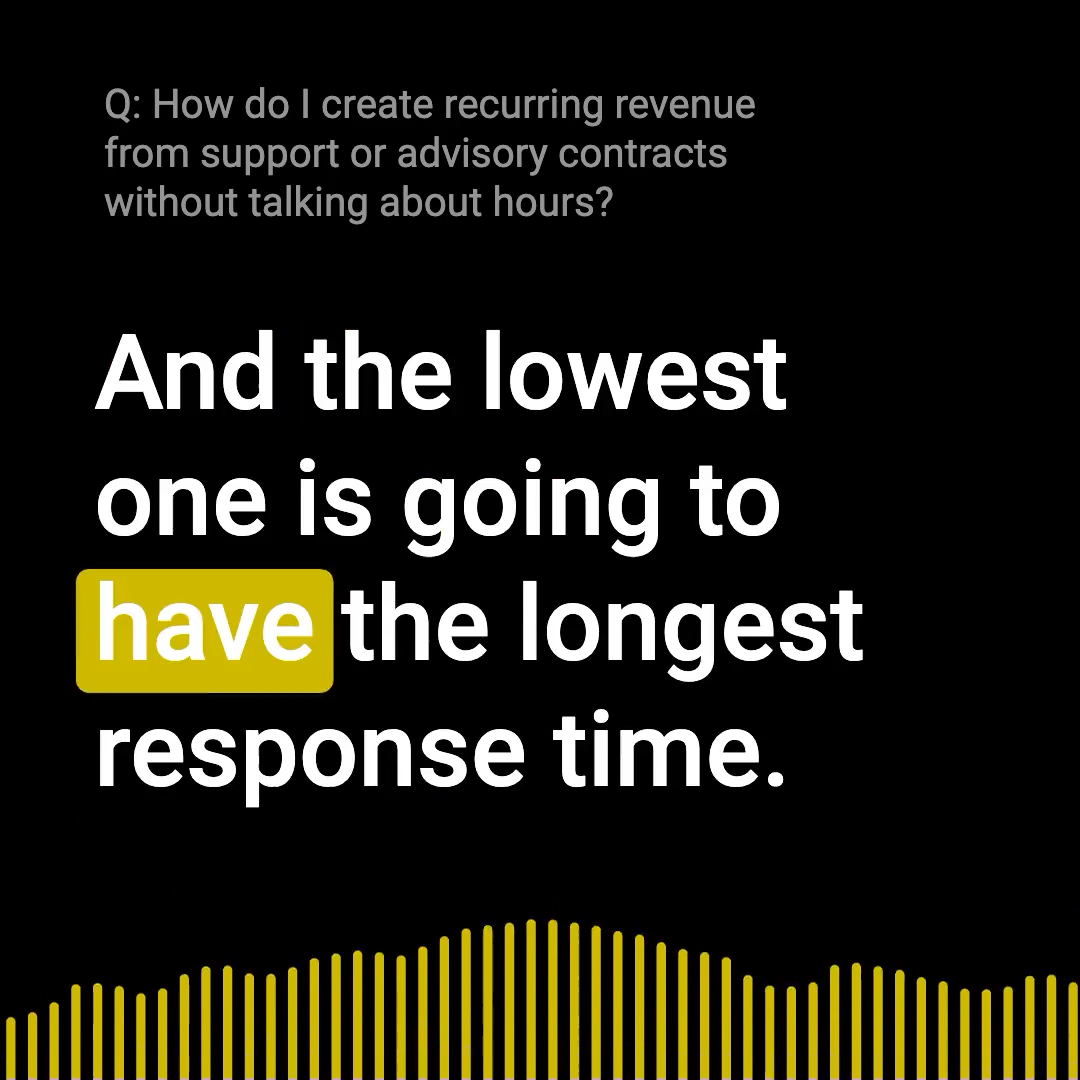 Q: How do I create recurring revenue
from support or advisory contracts
without talking about hours?
And the lowest
one is going to
have the longest
response time.